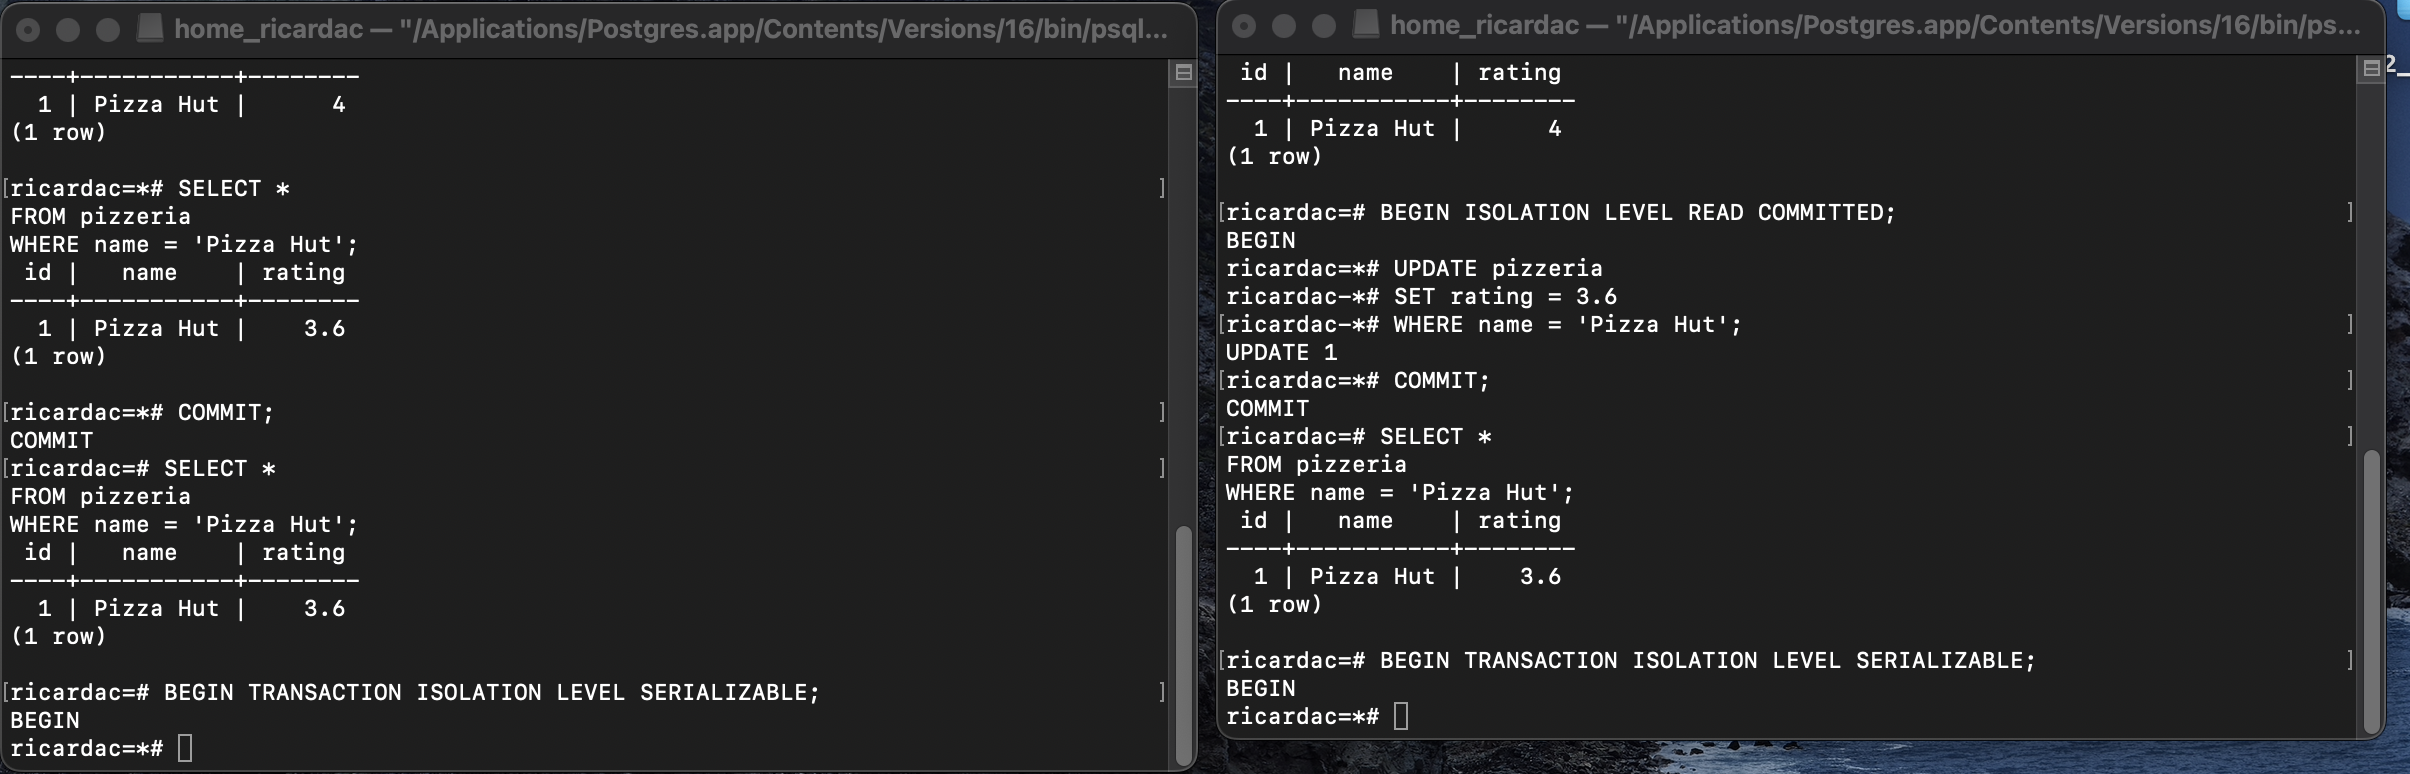 home_ricardac — "/Applications/Postgres.app/Contents/Versions/16/bin/psql...
----+-----------+--------
  1 | Pizza Hut |      4
(1 row)

[ricardac=*# SELECT * ]
FROM pizzeria
WHERE name = 'Pizza Hut';
 id |   name    | rating
----+-----------+--------
  1 | Pizza Hut |    3.6
(1 row)

[ricardac=*# COMMIT; ]
COMMIT
[ricardac=# SELECT * ]
FROM pizzeria
WHERE name = 'Pizza Hut';
 id |   name    | rating
----+-----------+--------
  1 | Pizza Hut |    3.6
(1 row)

[ricardac=# BEGIN TRANSACTION ISOLATION LEVEL SERIALIZABLE; ]
BEGIN
ricardac=*#
home_ricardac — "/Applications/Postgres.app/Contents/Versions/16/bin/ps...
 id |   name    | rating
----+-----------+--------
  1 | Pizza Hut |      4
(1 row)

[ricardac=# BEGIN ISOLATION LEVEL READ COMMITTED; ]
BEGIN
ricardac=*# UPDATE pizzeria
ricardac-*# SET rating = 3.6
[ricardac-*# WHERE name = 'Pizza Hut'; ]
UPDATE 1
[ricardac=*# COMMIT; ]
COMMIT
[ricardac=# SELECT * ]
FROM pizzeria
WHERE name = 'Pizza Hut';
 id |   name    | rating
----+-----------+--------
  1 | Pizza Hut |    3.6
(1 row)

[ricardac=# BEGIN TRANSACTION ISOLATION LEVEL SERIALIZABLE; ]
BEGIN
ricardac=*#
2_